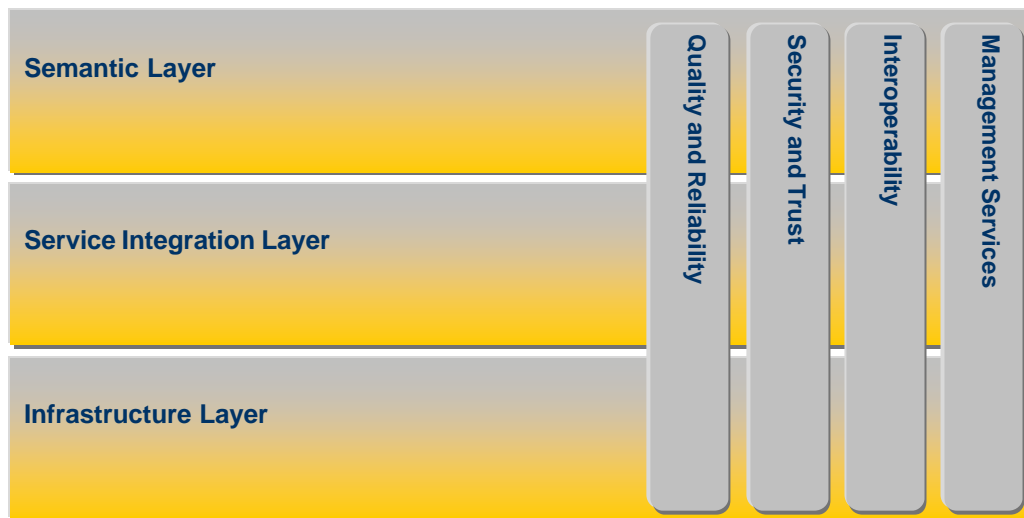 Semantic Layer
Service Integration Layer
Infrastructure Layer
Quality and Reliability
Security and Trust
Interoperability
Management Services